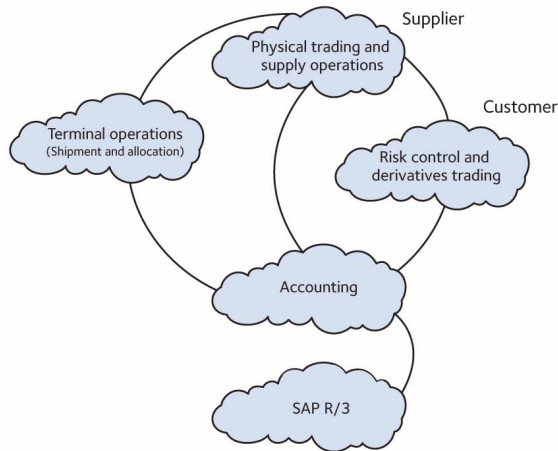 Supplier
Physical trading and
supply operations
Customer
Terminal operations
(Shipment and allocation)
Risk control and
derivatives trading
Accounting
SAP R/3